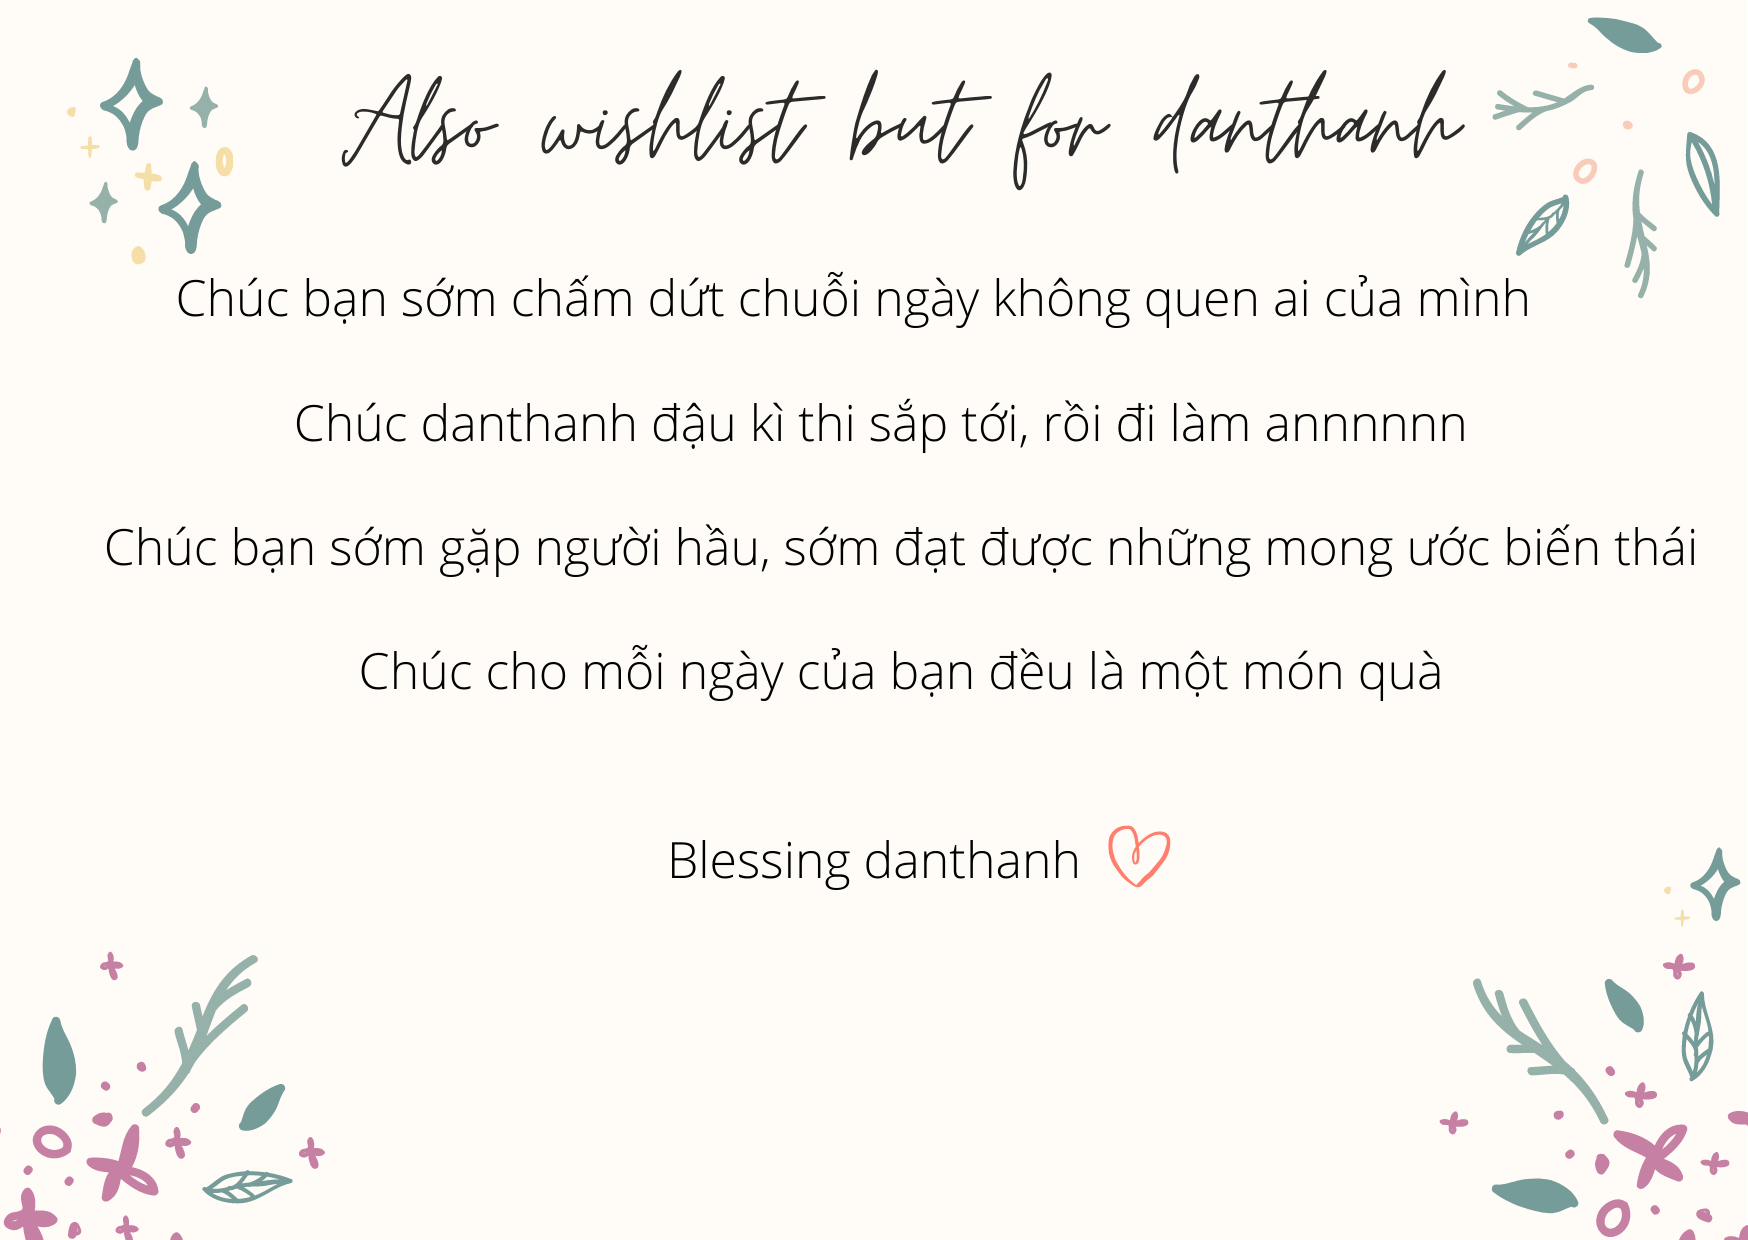 Also wishlist but for danthanh
Chúc bạn sớm chấm dứt chuỗi ngày không quen ai của mình
Chúc danthanh đậu kì thi sắp tới, rồi đi làm annnnnn
Chúc bạn sớm gặp người hầu, sớm đạt được những mong ước biến thái
Chúc cho mỗi ngày của bạn đều là một món quà
Blessing danthanh